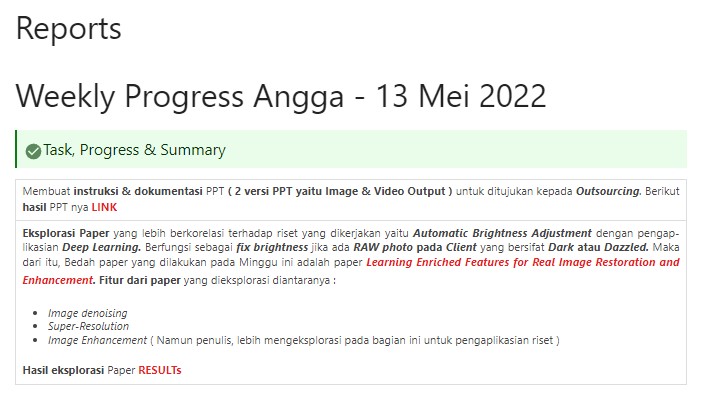 Reports
Weekly Progress Angga - 13 Mei 2022
Task, Progress & Summary
Membuat instruksi & dokumentasi PPT ( 2 versi PPT yaitu Image & Video Output ) untuk ditujukan kepada Outsourcing. Berikut
hasil PPT nya LINK
Eksplorasi Paper yang lebih berkorelasi terhadap riset yang dikerjakan yaitu Automatic Brightness Adjustment dengan pengap-
likasian Deep Learning. Berfungsi sebagai fix brightness jika ada RAW photo pada Client yang bersifat Dark atau Dazzled. Maka
dari itu, Bedah paper yang dilakukan pada Minggu ini adalah paper Learning Enriched Features for Real Image Restoration and
Enhancement. Fitur dari paper yang dieksplorasi diantaranya :
• Image denoising
• Super-Resolution
• Image Enhancement ( Namun penulis, lebih mengeksplorasi pada bagian ini untuk pengaplikasian riset )
Hasil eksplorasi Paper RESULTs